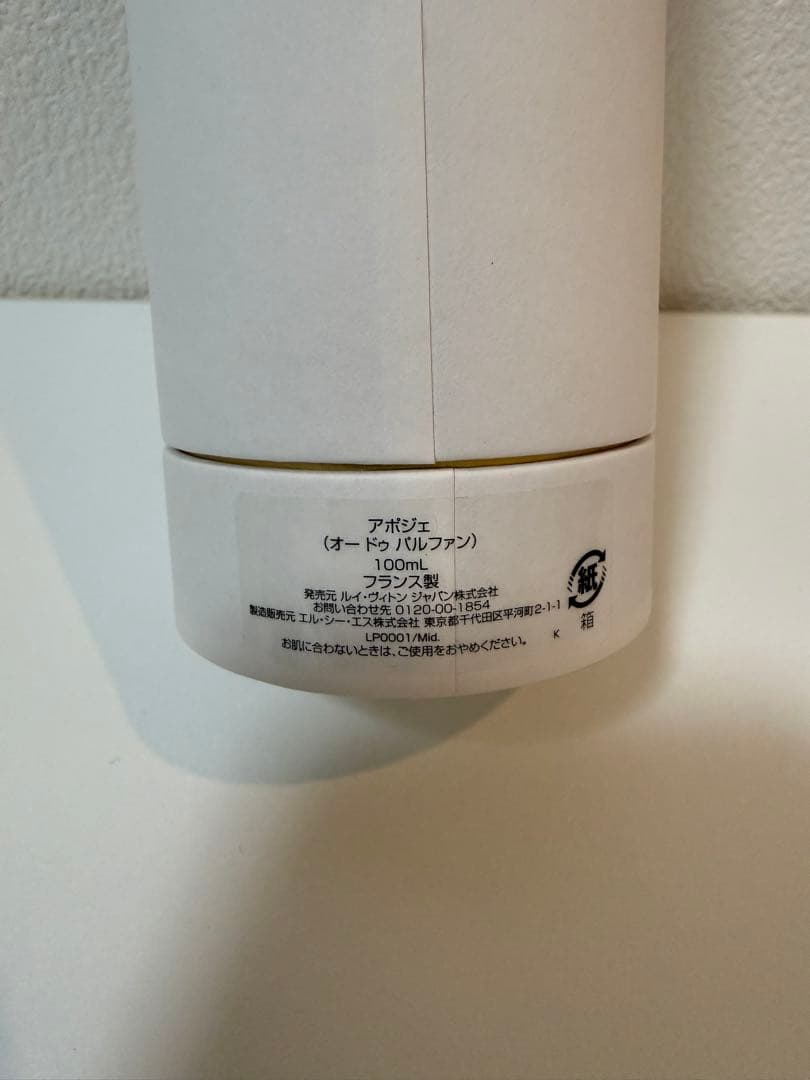 アポジェ
（オー ドゥ パルファン）
100mL
フランス製
発売元 ルイ・ヴィトン ジャパン株式会社
お問い合わせ先 0120-00-1854
製造販売元 エル・シー・エス株式会社 東京都千代田区平河町2-1-1
LP0001/Mid.
お肌に合わないときは、ご使用をおやめください。
K
紙
箱